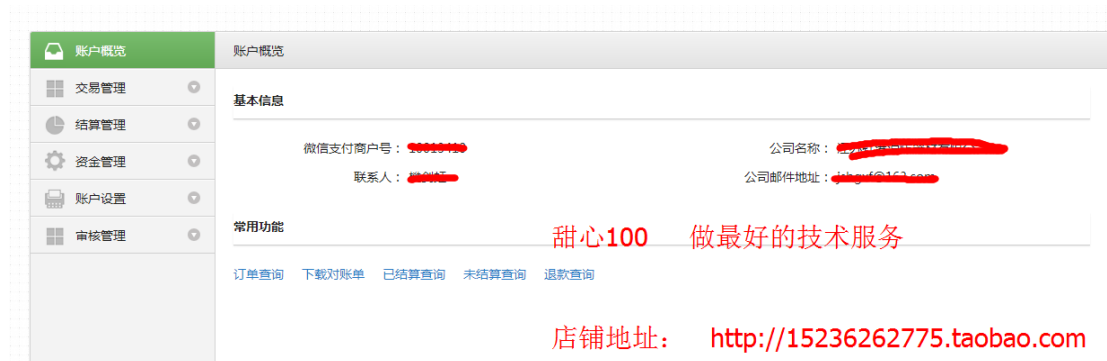 账户概览
账户概览
交易管理
基本信息
结算管理
微信支付商户号：
公司名称：
资金管理
联系人：
公司邮件地址：
账户设置
常用功能
审核管理
甜心100 做最好的技术服务
订单查询 下载对账单 已结算查询 未结算查询 退款查询
店铺地址： http://15236262775.taobao.com